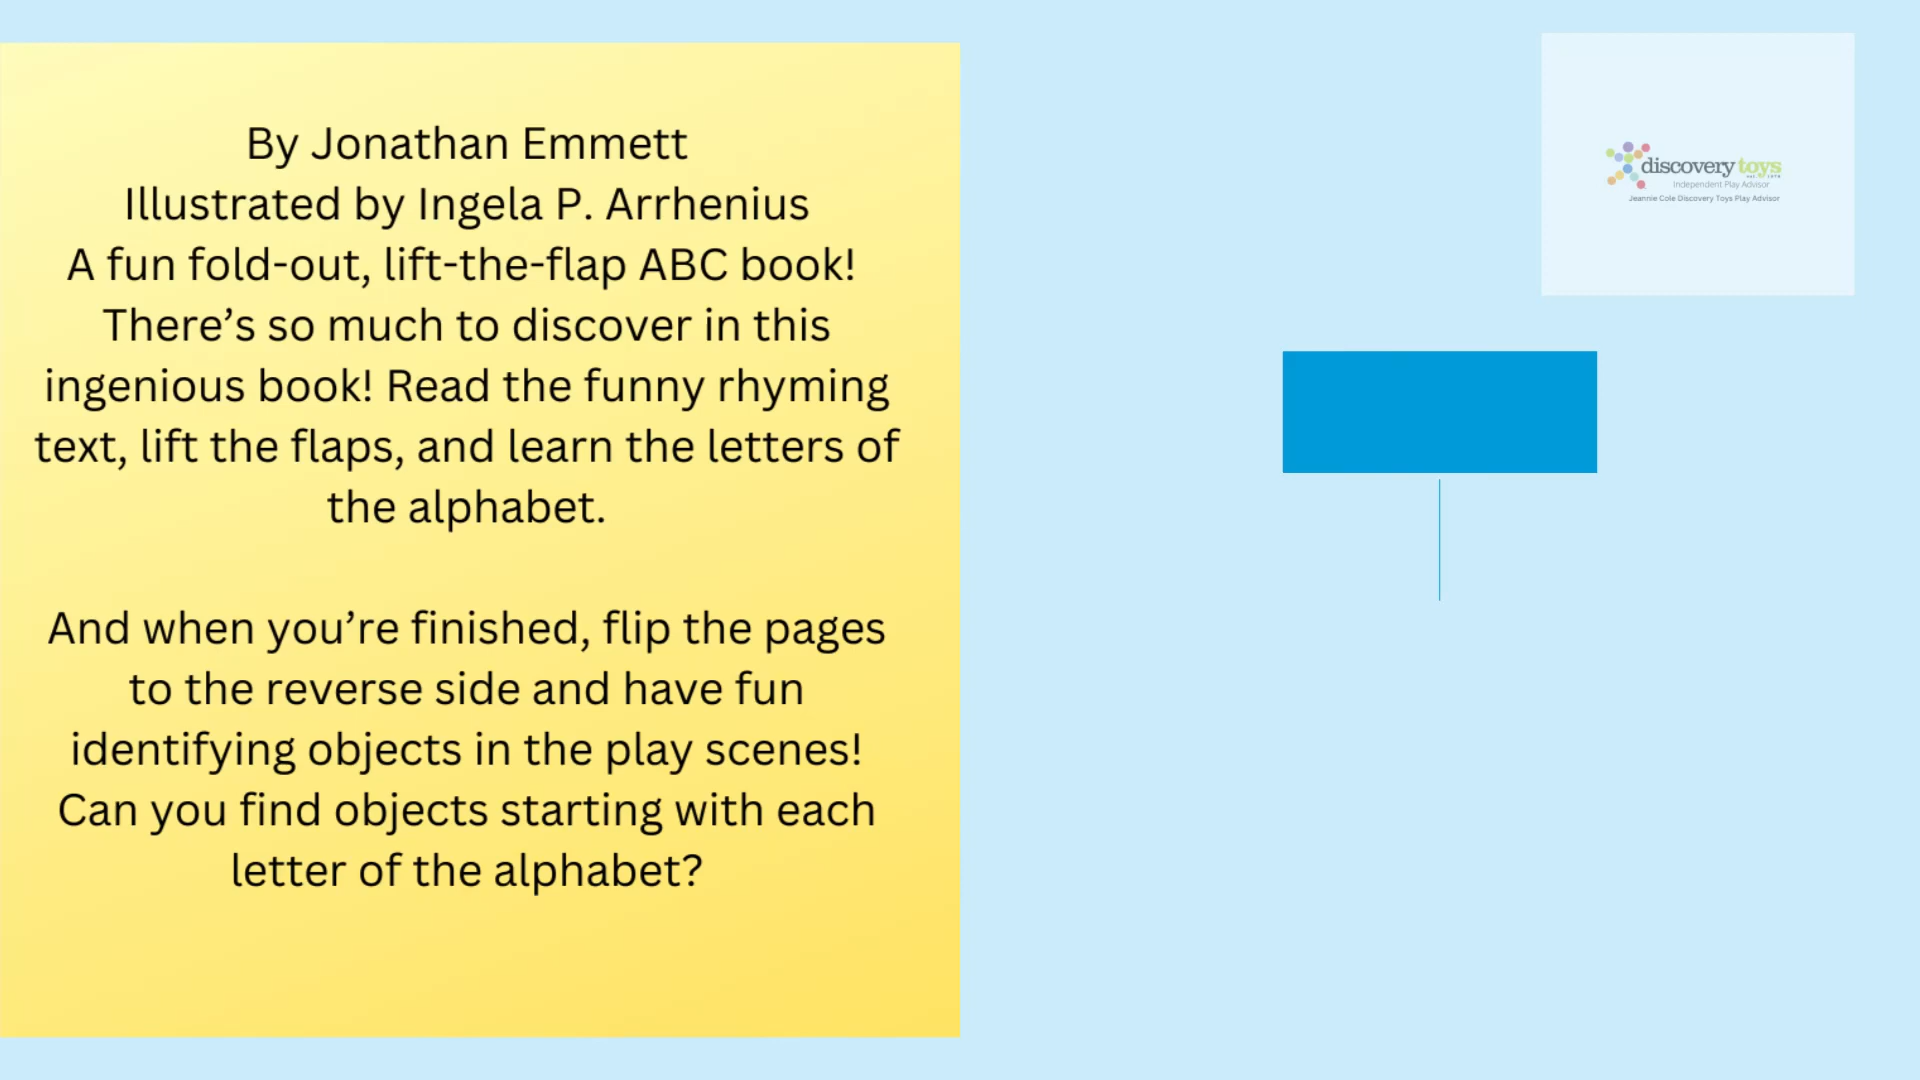 By Jonathan Emmett
Illustrated by Ingela P. Arrhenius
A fun fold-out, lift-the-flap ABC book!
There’s so much to discover in this
ingenious book! Read the funny rhyming
text, lift the flaps, and learn the letters of
the alphabet.
And when you’re finished, flip the pages
to the reverse side and have fun
identifying objects in the play scenes!
Can you find objects starting with each
letter of the alphabet?
discovery toys
Independent Play Advisor
Jeannie Cole Discovery Toys Play Advisor